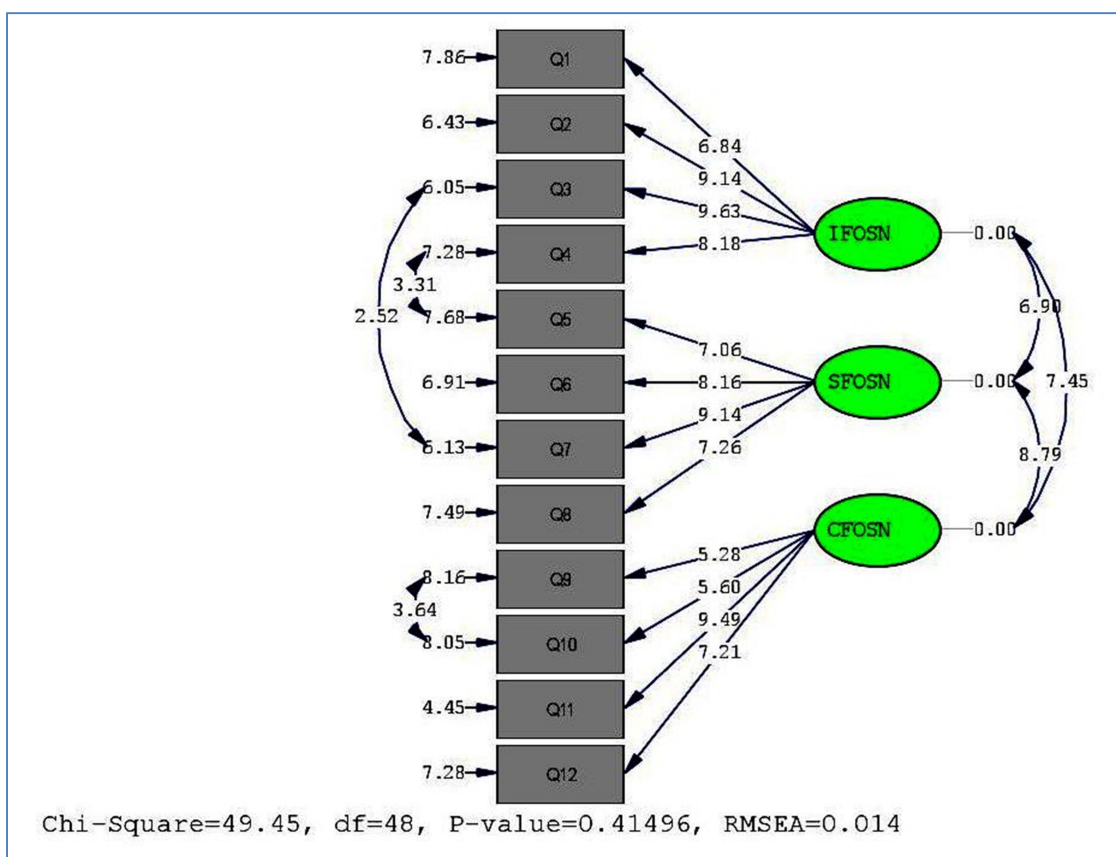 7.86 Q1
6.84
6.43 Q2
9.14
6.05 Q3
9.63
IFOSN 0.00
7.28 Q4
8.18
3.31
6.90
2.52
7.68 Q5
7.06
6.91 Q6
8.16
SFOSN 0.00
7.45
9.14
6.13 Q7
7.26
8.79
7.49 Q8
CFOSN 0.00
5.28
8.16 Q9
5.60
3.64
9.49
8.05 Q10
7.21
4.45 Q11
7.28 Q12
Chi-Square=49.45, df=48, P-value=0.41496, RMSEA=0.014